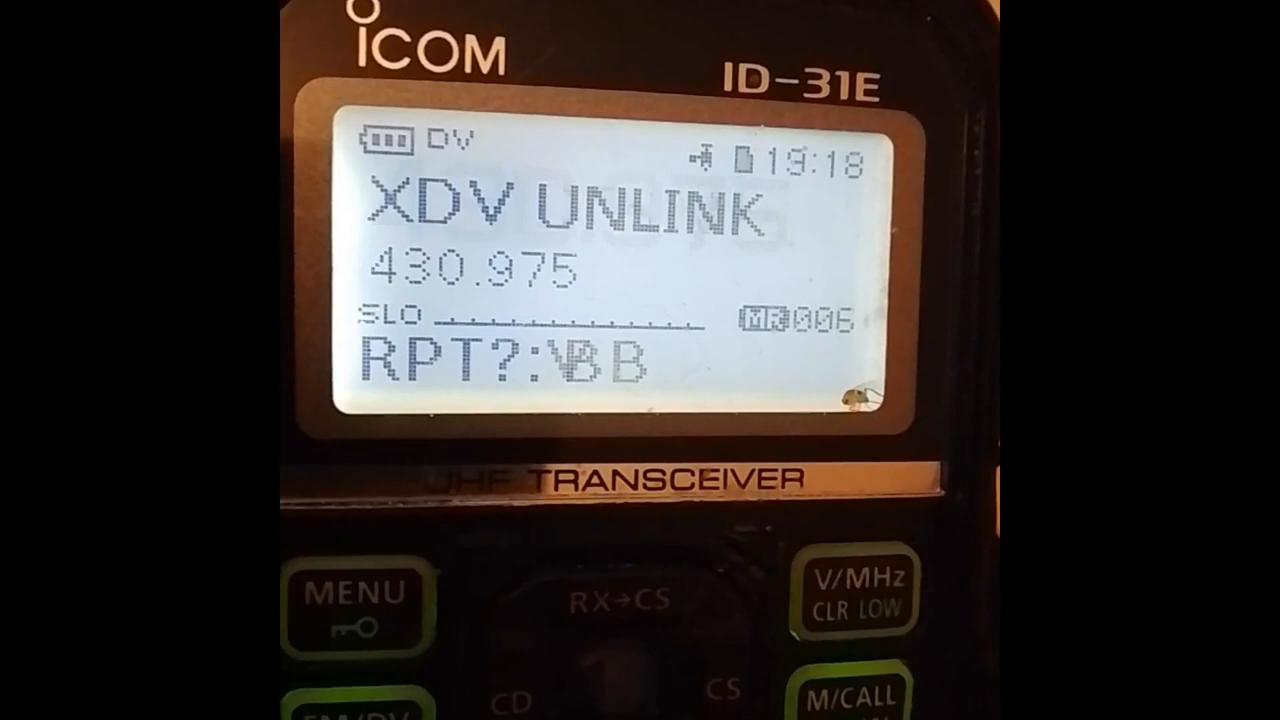 ICOM
ID-31E
DV
19:18
XDV UNLINK
430.975
SLO
MR 006
RPT?:
UHF TRANSCEIVER
MENU
RX→CS
V/MHz
CLR LOW
CD
CS
M/CALL